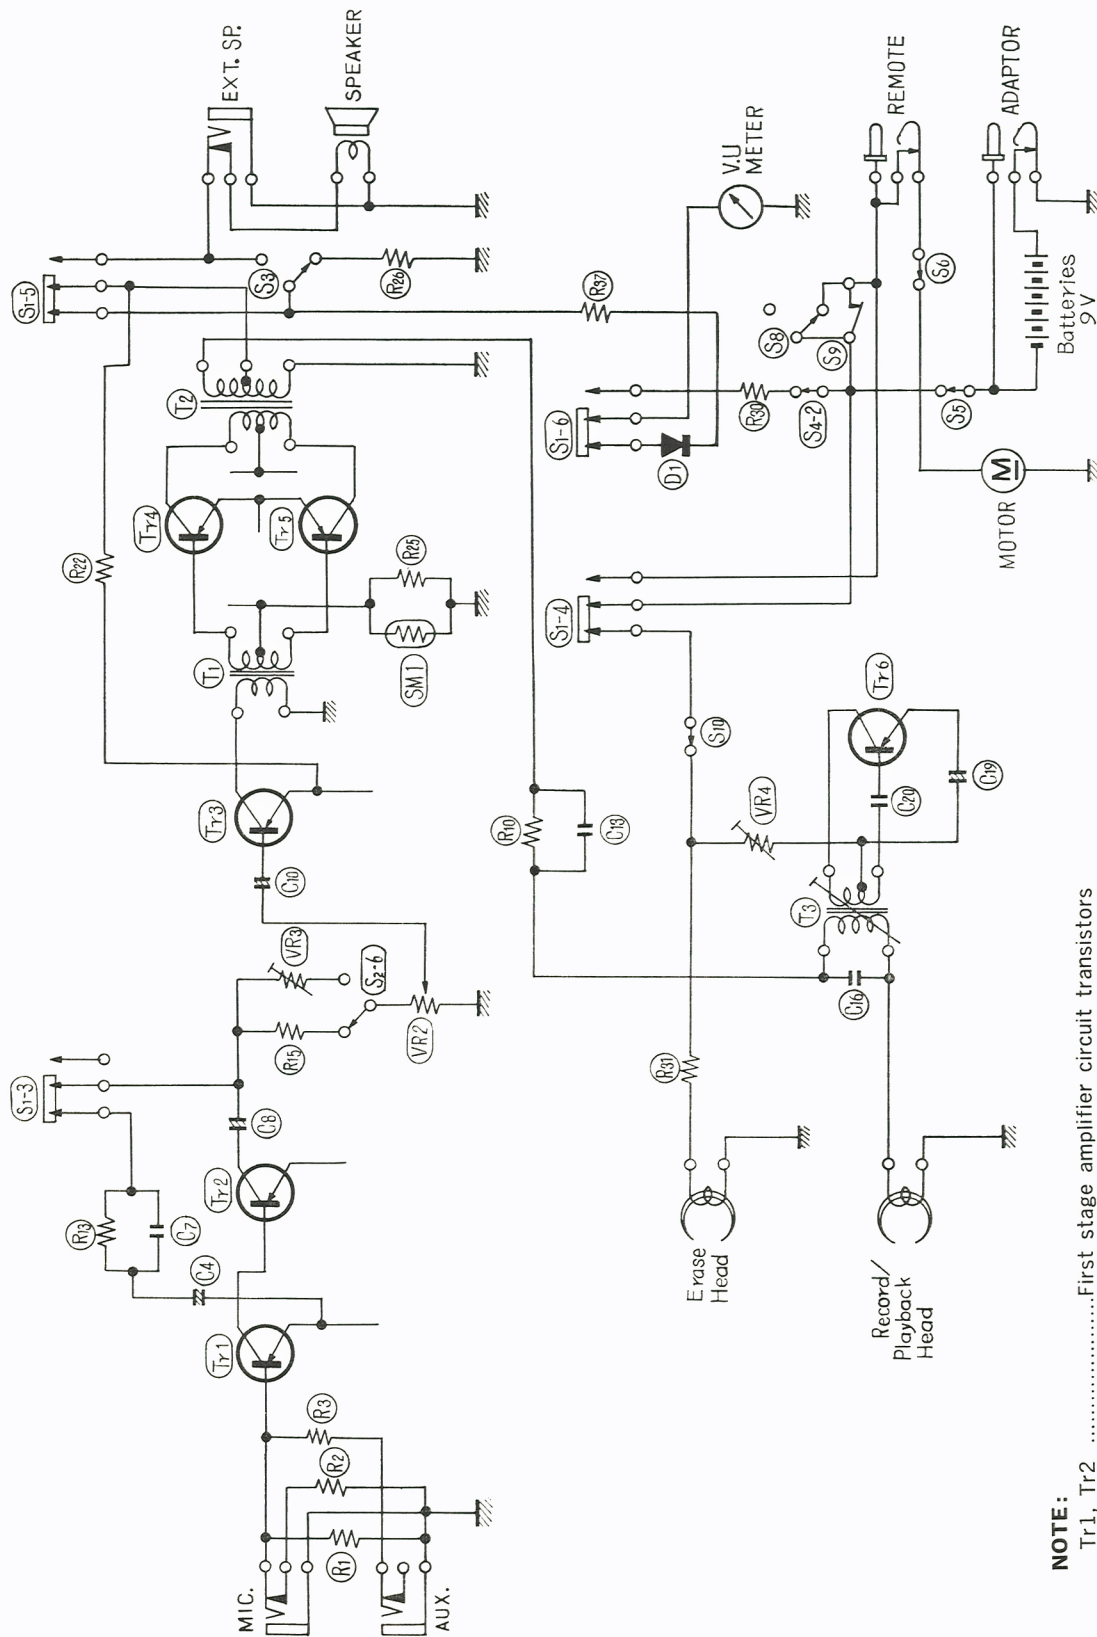 MIC.
AUX.
R1
R2
R3
Tr1
C4
R13
C7
S1-3
Tr2
C8
R15
VR3
S2-6
VR2
C10
Tr3
T1
SM1
R25
R22
Tr4
Tr5
T2
S1-5
S3
R26
EXT. SP.
SPEAKER
R37
R10
C13
S1-6
D1
V.U
METER
R30
S4-2
S8
S9
S5
S6
REMOTE
ADAPTOR
Batteries
9V
MOTOR
M
S1-4
S10
VR4
T3
Tr6
C20
C19
C16
R31
Erase
Head
Record/
Playback
Head
NOTE:
Tr1, Tr2 ....................First stage amplifier circuit transistors